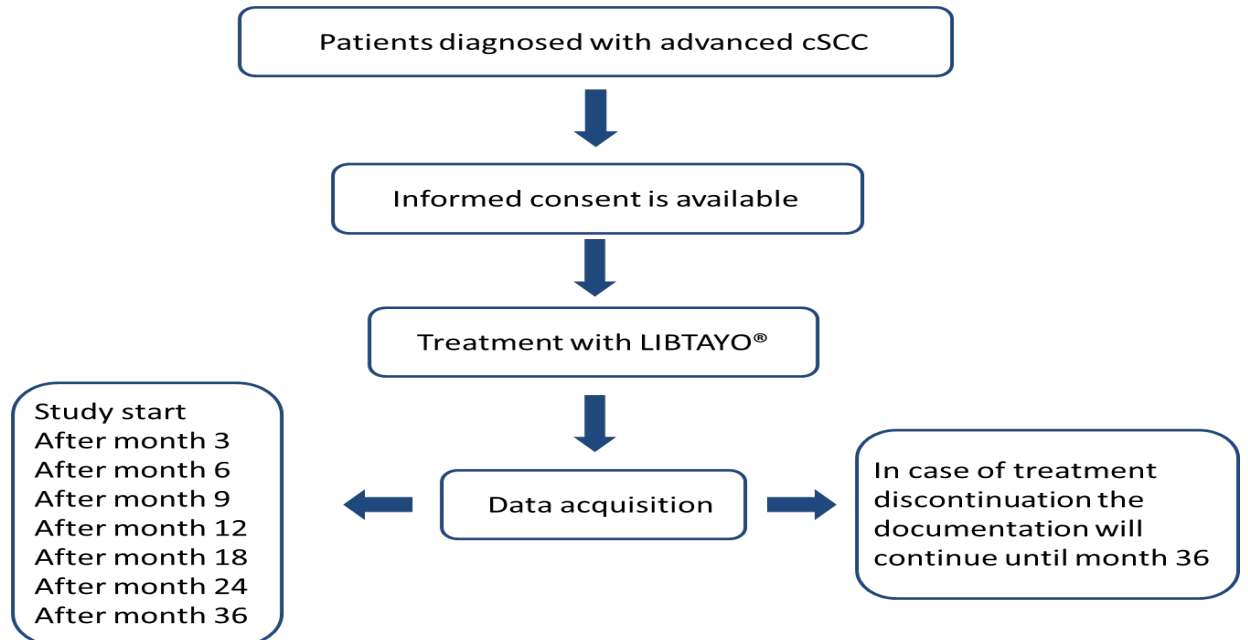 Patients diagnosed with advanced cSCC
Informed consent is available
Treatment with LIBTAYO®
Study start
After month 3
After month 6
After month 9
After month 12
After month 18
After month 24
After month 36
Data acquisition
In case of treatment
discontinuation the
documentation will
continue until month 36